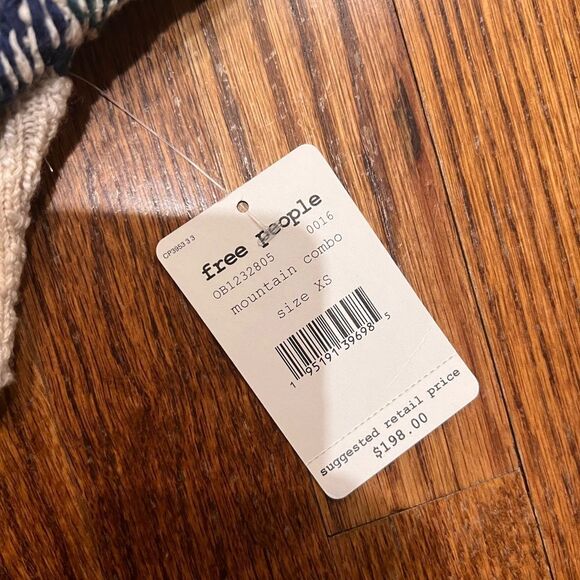 CP3953 3 3
free people
OB1232805 0016
mountain combo
size XS
1 95191 39698 5
suggested retail price
$198.00